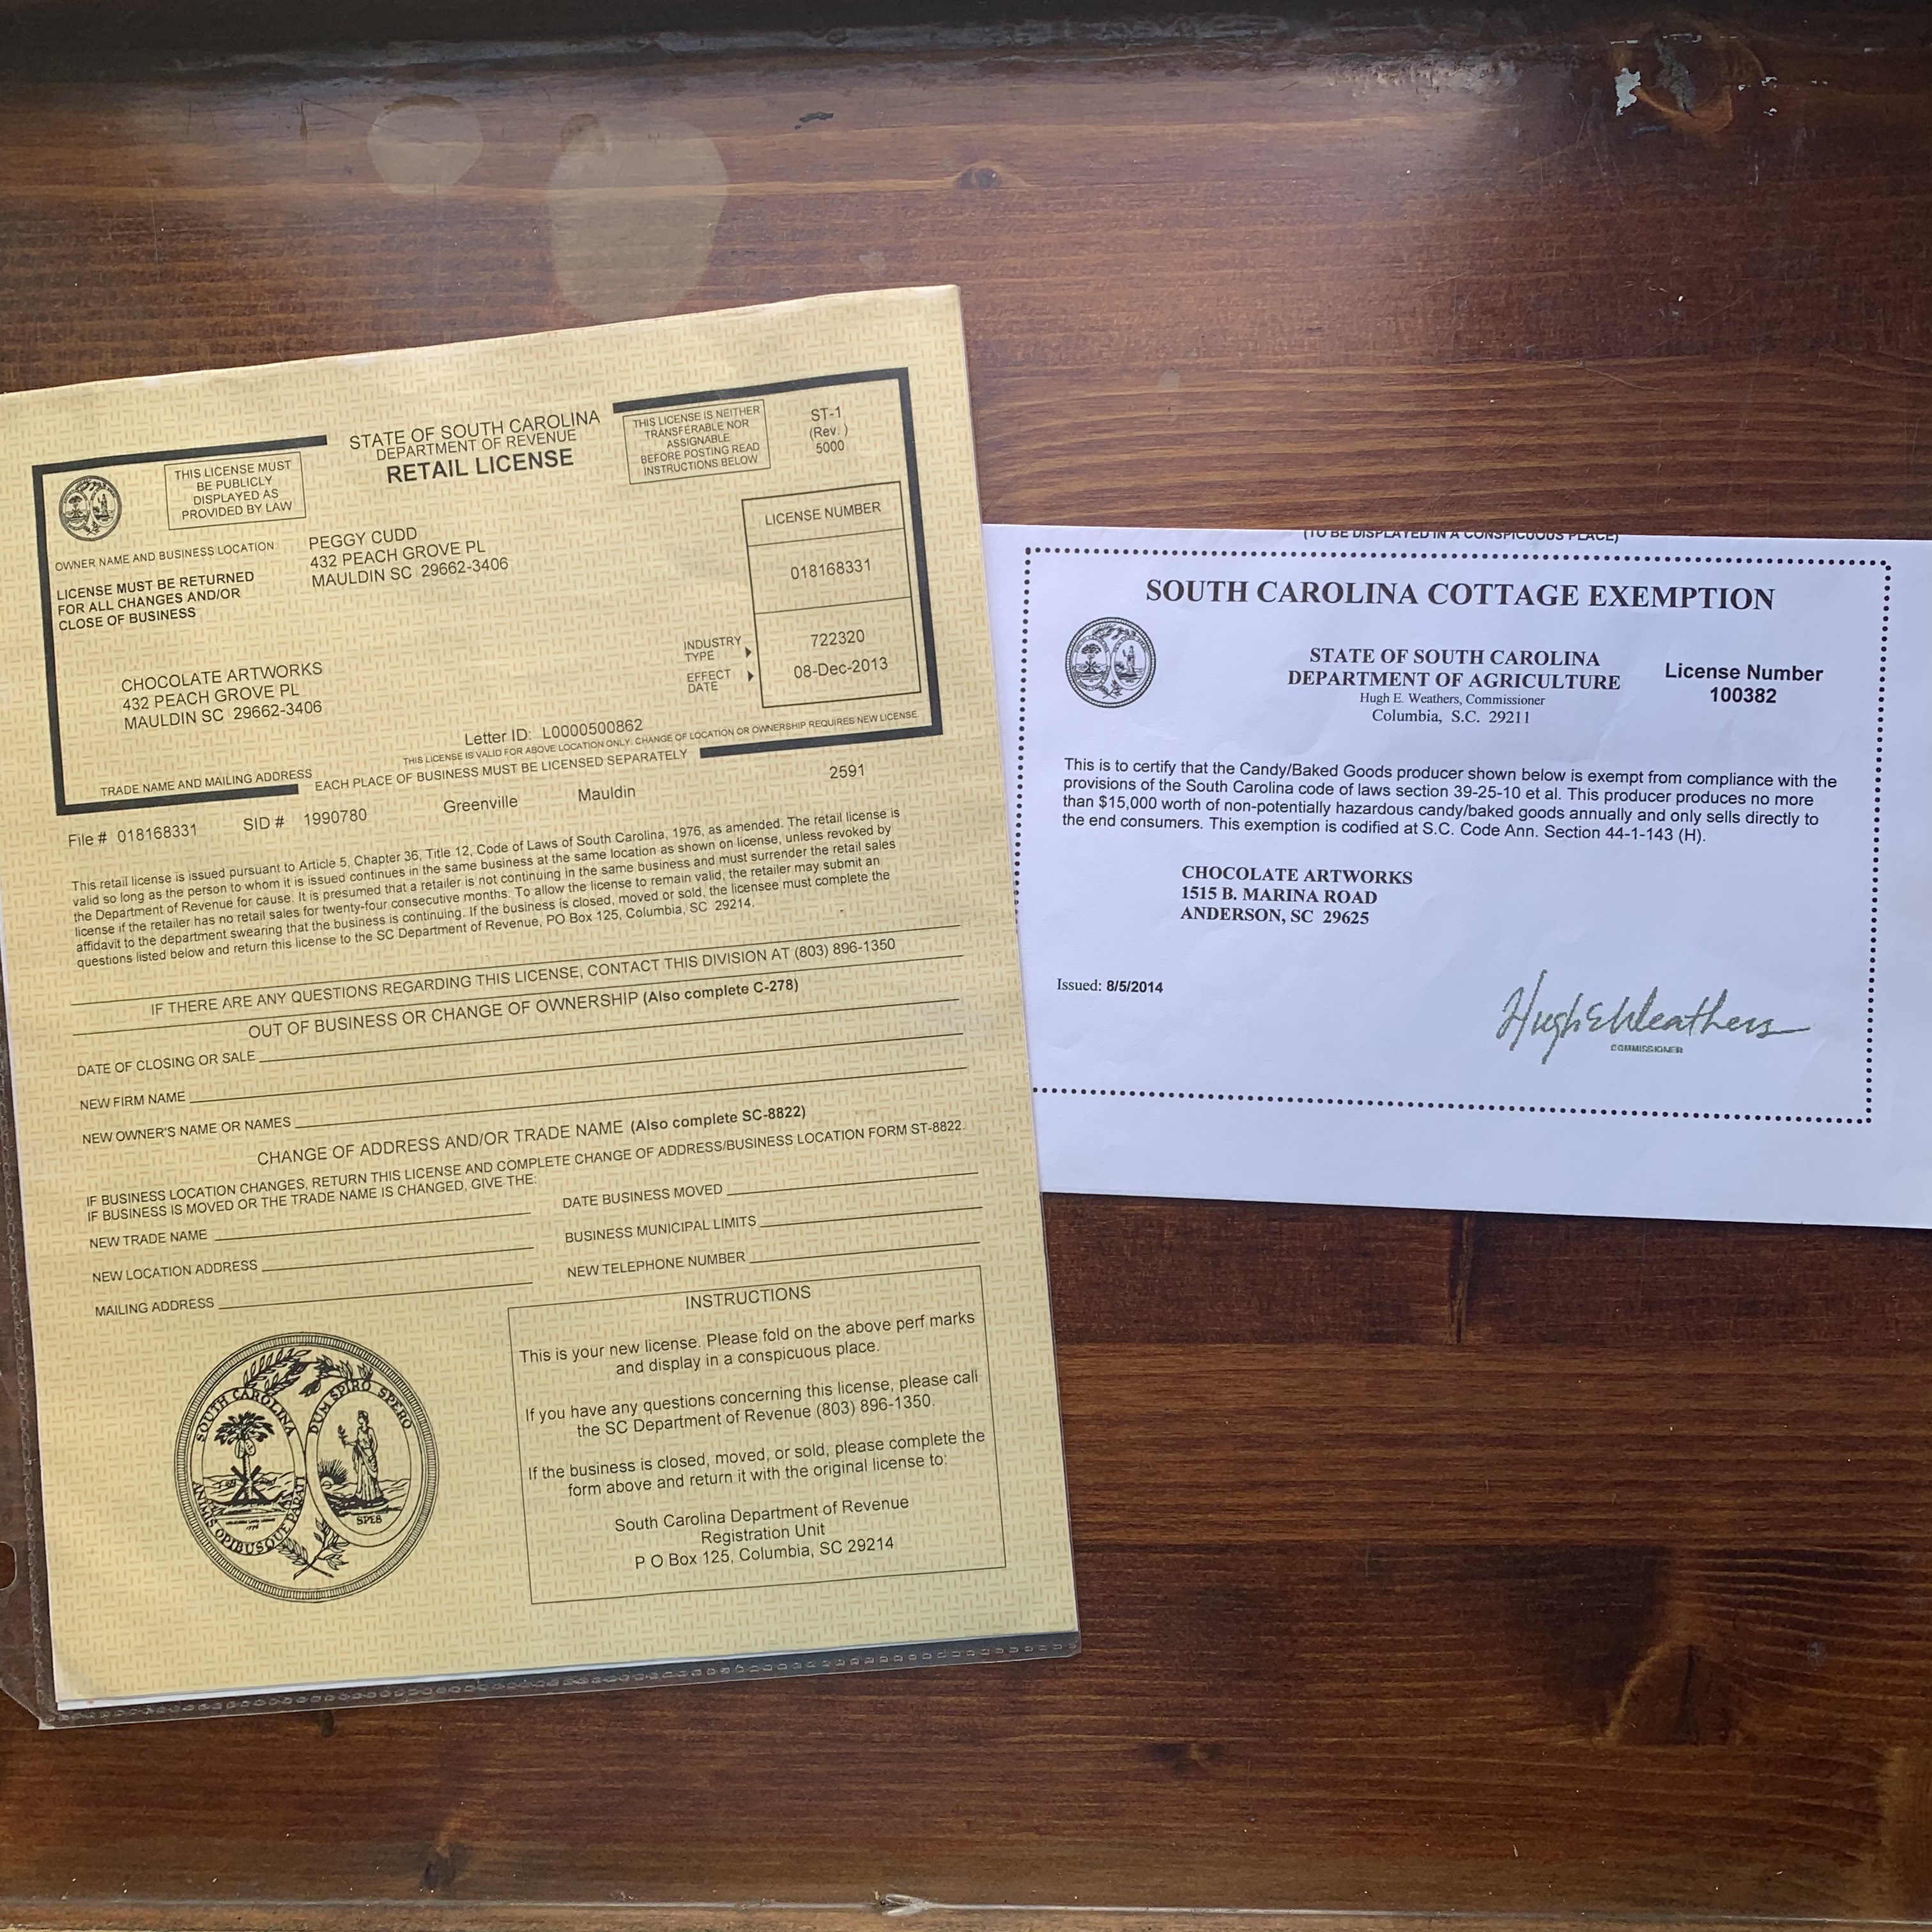 STATE OF SOUTH CAROLINA
DEPARTMENT OF REVENUE
RETAIL LICENSE
THIS LICENSE MUST
BE PUBLICLY
DISPLAYED AS
PROVIDED BY LAW
THIS LICENSE IS NEITHER
TRANSFERABLE NOR
ASSIGNABLE
BEFORE POSTING READ
INSTRUCTIONS BELOW
ST-1
(Rev. )
5000
OWNER NAME AND BUSINESS LOCATION
LICENSE MUST BE RETURNED
FOR ALL CHANGES AND/OR
CLOSE OF BUSINESS
PEGGY CUDD
432 PEACH GROVE PL
MAULDIN SC 29662-3406
LICENSE NUMBER
018168331
INDUSTRY
TYPE
722320
EFFECT
DATE
08-Dec-2013
CHOCOLATE ARTWORKS
432 PEACH GROVE PL
MAULDIN SC 29662-3406
Letter ID: L0000500862
THIS LICENSE IS VALID FOR ABOVE LOCATION ONLY. CHANGE OF LOCATION OR OWNERSHIP REQUIRES NEW LICENSE
TRADE NAME AND MAILING ADDRESS
EACH PLACE OF BUSINESS MUST BE LICENSED SEPARATELY
File # 018168331 SID # 1990780 Greenville Mauldin 2591
This retail license is issued pursuant to Article 5, Chapter 36, Title 12, Code of Laws of South Carolina, 1976, as amended. The retail license is
valid so long as the person to whom it is issued continues in the same business at the same location as shown on license, unless revoked by
the Department of Revenue for cause. It is presumed that a retailer is not continuing in the same business and must surrender the retail sales
license if the retailer has no retail sales for twenty-four consecutive months. To allow the license to remain valid, the retailer may submit an
affidavit to the department swearing that the business is continuing. If the business is closed, moved or sold, the licensee must complete the
questions listed below and return this license to the SC Department of Revenue, PO Box 125, Columbia, SC 29214.
IF THERE ARE ANY QUESTIONS REGARDING THIS LICENSE, CONTACT THIS DIVISION AT (803) 896-1350
OUT OF BUSINESS OR CHANGE OF OWNERSHIP (Also complete C-278)
DATE OF CLOSING OR SALE
NEW FIRM NAME
NEW OWNER'S NAME OR NAMES
CHANGE OF ADDRESS AND/OR TRADE NAME (Also complete SC-8822)
IF BUSINESS LOCATION CHANGES, RETURN THIS LICENSE AND COMPLETE CHANGE OF ADDRESS/BUSINESS LOCATION FORM ST-8822.
IF BUSINESS IS MOVED OR THE TRADE NAME IS CHANGED, GIVE THE:
NEW TRADE NAME
NEW LOCATION ADDRESS
MAILING ADDRESS
DATE BUSINESS MOVED
BUSINESS MUNICIPAL LIMITS
NEW TELEPHONE NUMBER
SOUTH CAROLINA
DUM SPIRO SPERO
ANIMIS OPIBUSQUE PARATI
SPES
INSTRUCTIONS
This is your new license. Please fold on the above perf marks
and display in a conspicuous place.
If you have any questions concerning this license, please call
the SC Department of Revenue (803) 896-1350.
If the business is closed, moved, or sold, please complete the
form above and return it with the original license to:
South Carolina Department of Revenue
Registration Unit
P O Box 125, Columbia, SC 29214
(TO BE DISPLAYED IN A CONSPICUOUS PLACE)
SOUTH CAROLINA COTTAGE EXEMPTION
STATE OF SOUTH CAROLINA
DEPARTMENT OF AGRICULTURE
Hugh E. Weathers, Commissioner
Columbia, S.C. 29211
License Number
100382
This is to certify that the Candy/Baked Goods producer shown below is exempt from compliance with the
provisions of the South Carolina code of laws section 39-25-10 et al. This producer produces no more
than $15,000 worth of non-potentially hazardous candy/baked goods annually and only sells directly to
the end consumers. This exemption is codified at S.C. Code Ann. Section 44-1-143 (H).
CHOCOLATE ARTWORKS
1515 B. MARINA ROAD
ANDERSON, SC 29625
Issued: 8/5/2014
Hugh E Weathers
COMMISSIONER